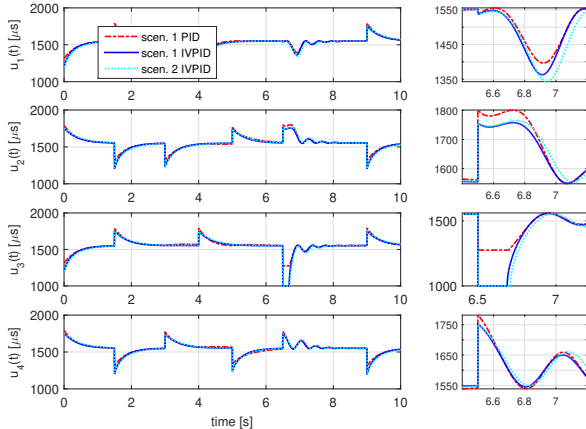 2000
1500
1000
u1(t) [μs]
scen. 1 PID
scen. 1 IVPID
scen. 2 IVPID
0 2 4 6 8 10
1550
1450
1350
6.6 6.8 7
2000
1500
1000
u2(t) [μs]
0 2 4 6 8 10
1800
1700
1600
1550
6.6 6.8 7
2000
1500
1000
u3(t) [μs]
0 2 4 6 8 10
1500
1000
6.5 7
2000
1500
1000
u4(t) [μs]
0 2 4 6 8 10
time [s]
1750
1650
1550
6.6 6.8 7